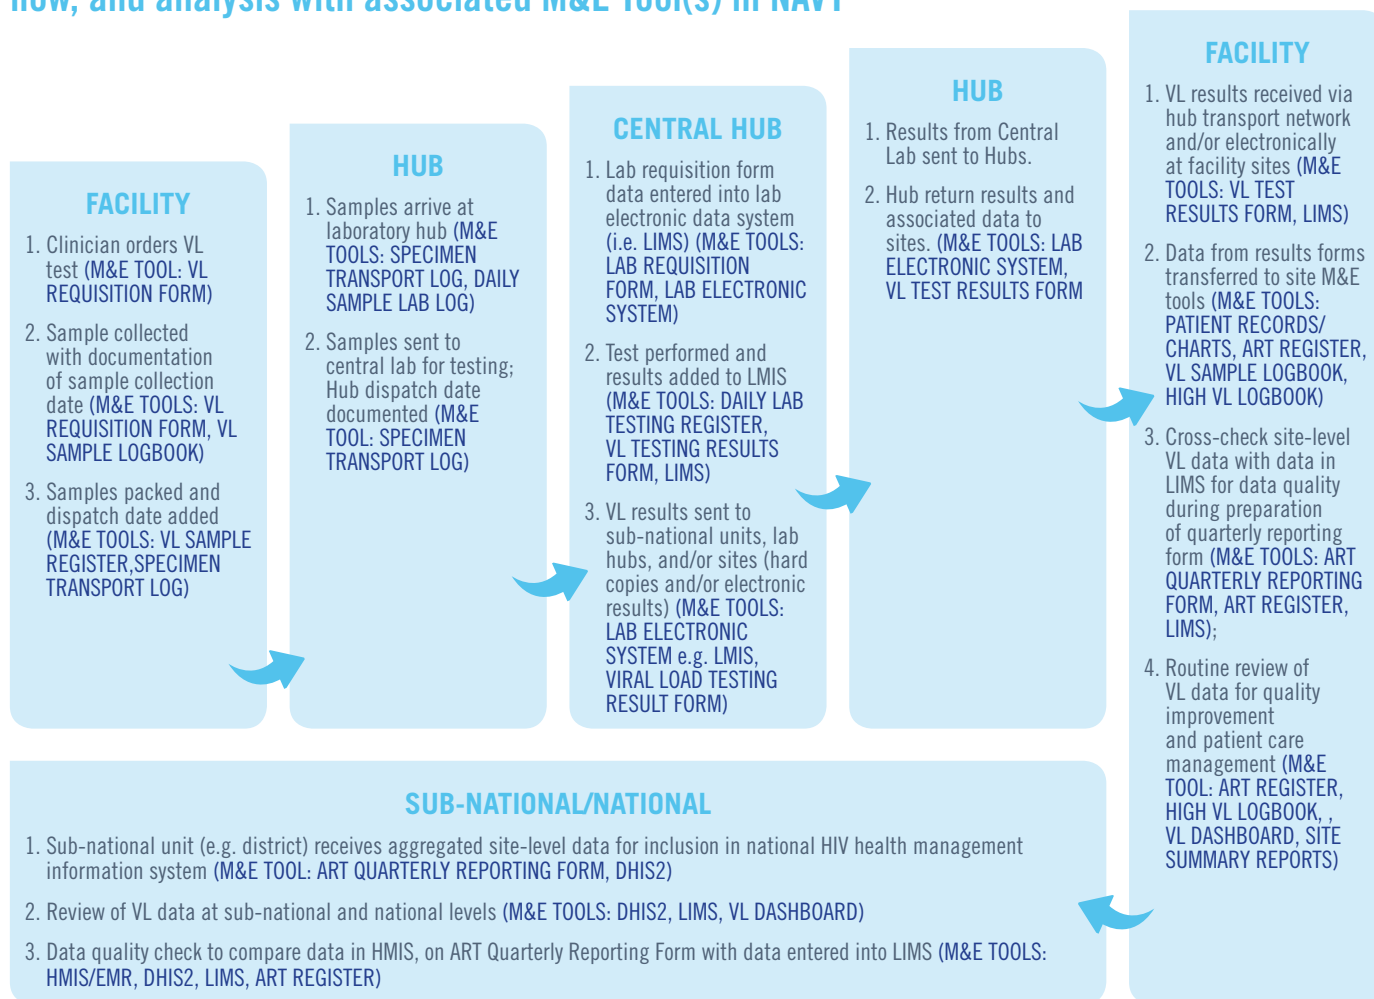 flow, and analysis with associated M&E Tool(s) in NAVY
FACILITY
1. Clinician orders VL
test (M&E TOOL: VL
REQUISITION FORM)
2. Sample collected
with documentation
of sample collection
date (M&E TOOLS: VL
REQUISITION FORM, VL
SAMPLE LOGBOOK)
3. Samples packed and
dispatch date added
(M&E TOOLS: VL SAMPLE
REGISTER,SPECIMEN
TRANSPORT LOG)
HUB
1. Samples arrive at
laboratory hub (M&E
TOOLS: SPECIMEN
TRANSPORT LOG, DAILY
SAMPLE LAB LOG)
2. Samples sent to
central lab for testing;
Hub dispatch date
documented (M&E
TOOL: SPECIMEN
TRANSPORT LOG)
CENTRAL HUB
1. Lab requisition form
data entered into lab
electronic data system
(i.e. LIMS) (M&E TOOLS:
LAB REQUISITION
FORM, LAB ELECTRONIC
SYSTEM)
2. Test performed and
results added to LMIS
(M&E TOOLS: DAILY LAB
TESTING REGISTER,
VL TESTING RESULTS
FORM, LIMS)
3. VL results sent to
sub-national units, lab
hubs, and/or sites (hard
copies and/or electronic
results) (M&E TOOLS:
LAB ELECTRONIC
SYSTEM e.g. LMIS,
VIRAL LOAD TESTING
RESULT FORM)
HUB
1. Results from Central
Lab sent to Hubs.
2. Hub return results and
associated data to
sites. (M&E TOOLS: LAB
ELECTRONIC SYSTEM,
VL TEST RESULTS FORM
FACILITY
1. VL results received via
hub transport network
and/or electronically
at facility sites (M&E
TOOLS: VL TEST
RESULTS FORM, LIMS)
2. Data from results forms
transferred to site M&E
tools (M&E TOOLS:
PATIENT RECORDS/
CHARTS, ART REGISTER,
VL SAMPLE LOGBOOK,
HIGH VL LOGBOOK)
3. Cross-check site-level
VL data with data in
LIMS for data quality
during preparation
of quarterly reporting
form (M&E TOOLS: ART
QUARTERLY REPORTING
FORM, ART REGISTER,
LIMS);
4. Routine review of
VL data for quality
improvement
and patient care
management (M&E
TOOL: ART REGISTER,
HIGH VL LOGBOOK, ,
VL DASHBOARD, SITE
SUMMARY REPORTS)
SUB-NATIONAL/NATIONAL
1. Sub-national unit (e.g. district) receives aggregated site-level data for inclusion in national HIV health management
information system (M&E TOOL: ART QUARTERLY REPORTING FORM, DHIS2)
2. Review of VL data at sub-national and national levels (M&E TOOLS: DHIS2, LIMS, VL DASHBOARD)
3. Data quality check to compare data in HMIS, on ART Quarterly Reporting Form with data entered into LIMS (M&E TOOLS:
HMIS/EMR, DHIS2, LIMS, ART REGISTER)